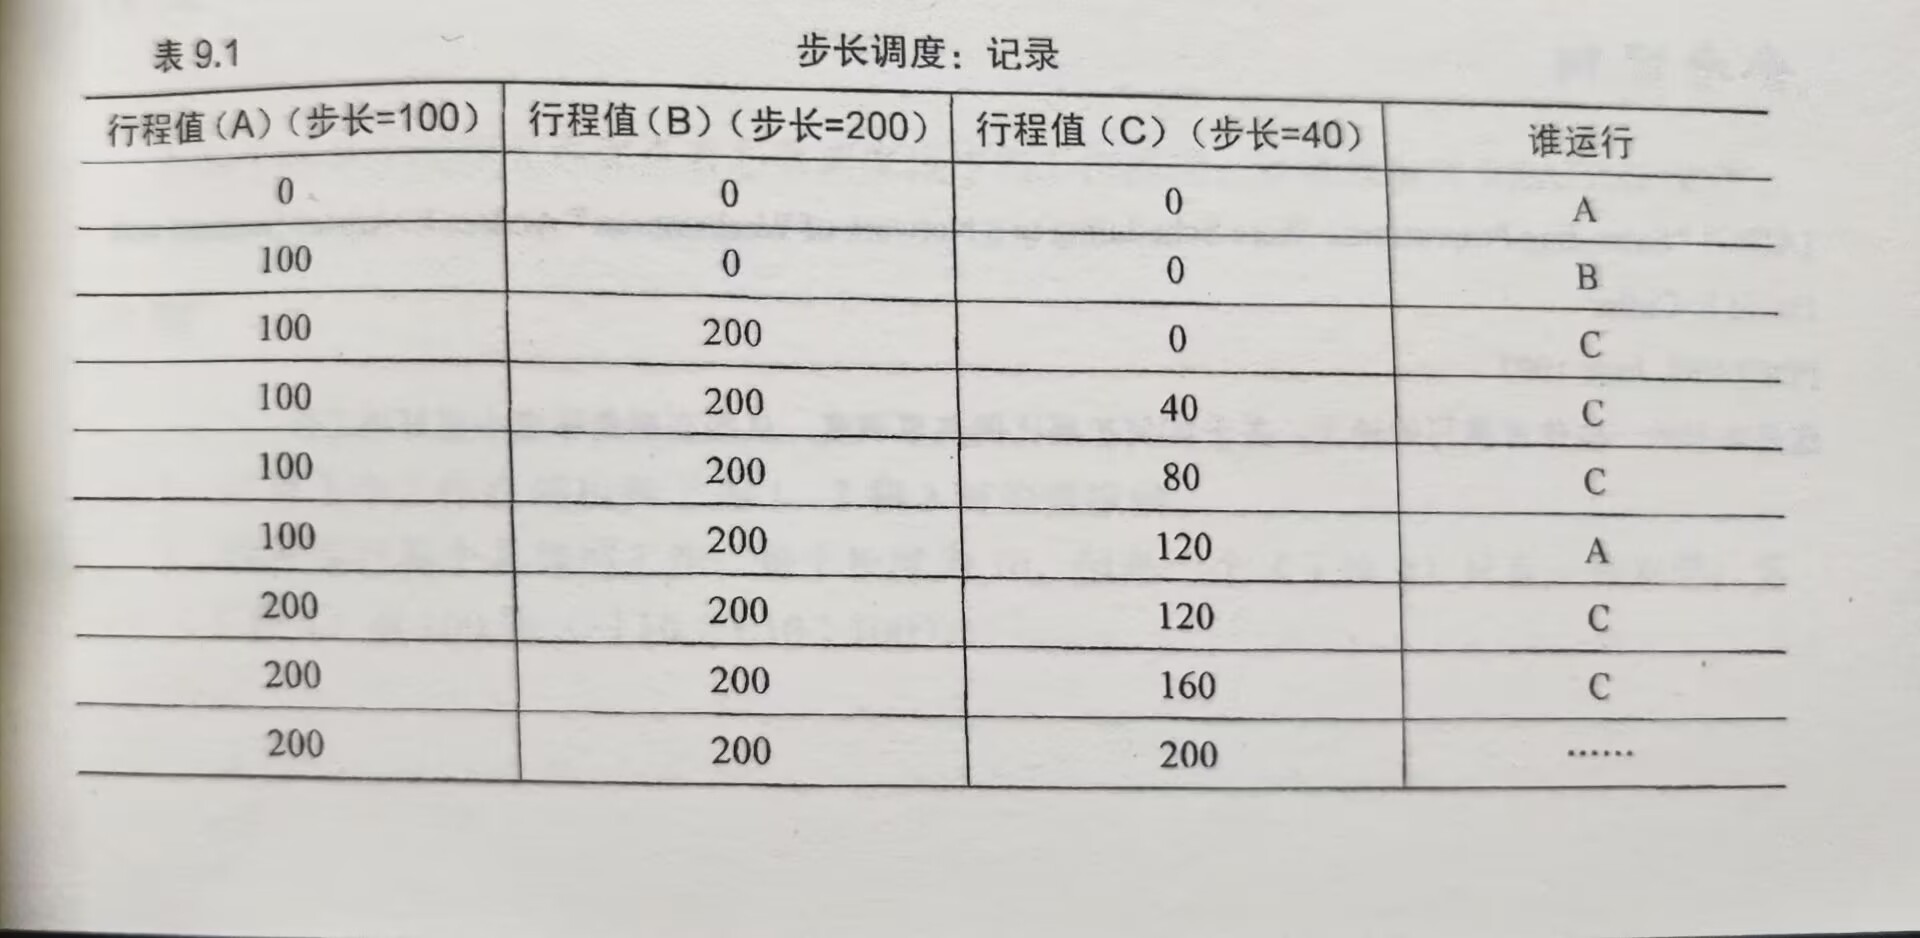 表 9.1 步长调度：记录
行程值（A）（步长=100） 行程值（B）（步长=200） 行程值（C）（步长=40） 谁运行
0 0 0 A
100 0 0 B
100 200 0 C
100 200 40 C
100 200 80 C
100 200 120 A
200 200 120 C
200 200 160 C
200 200 200 ……